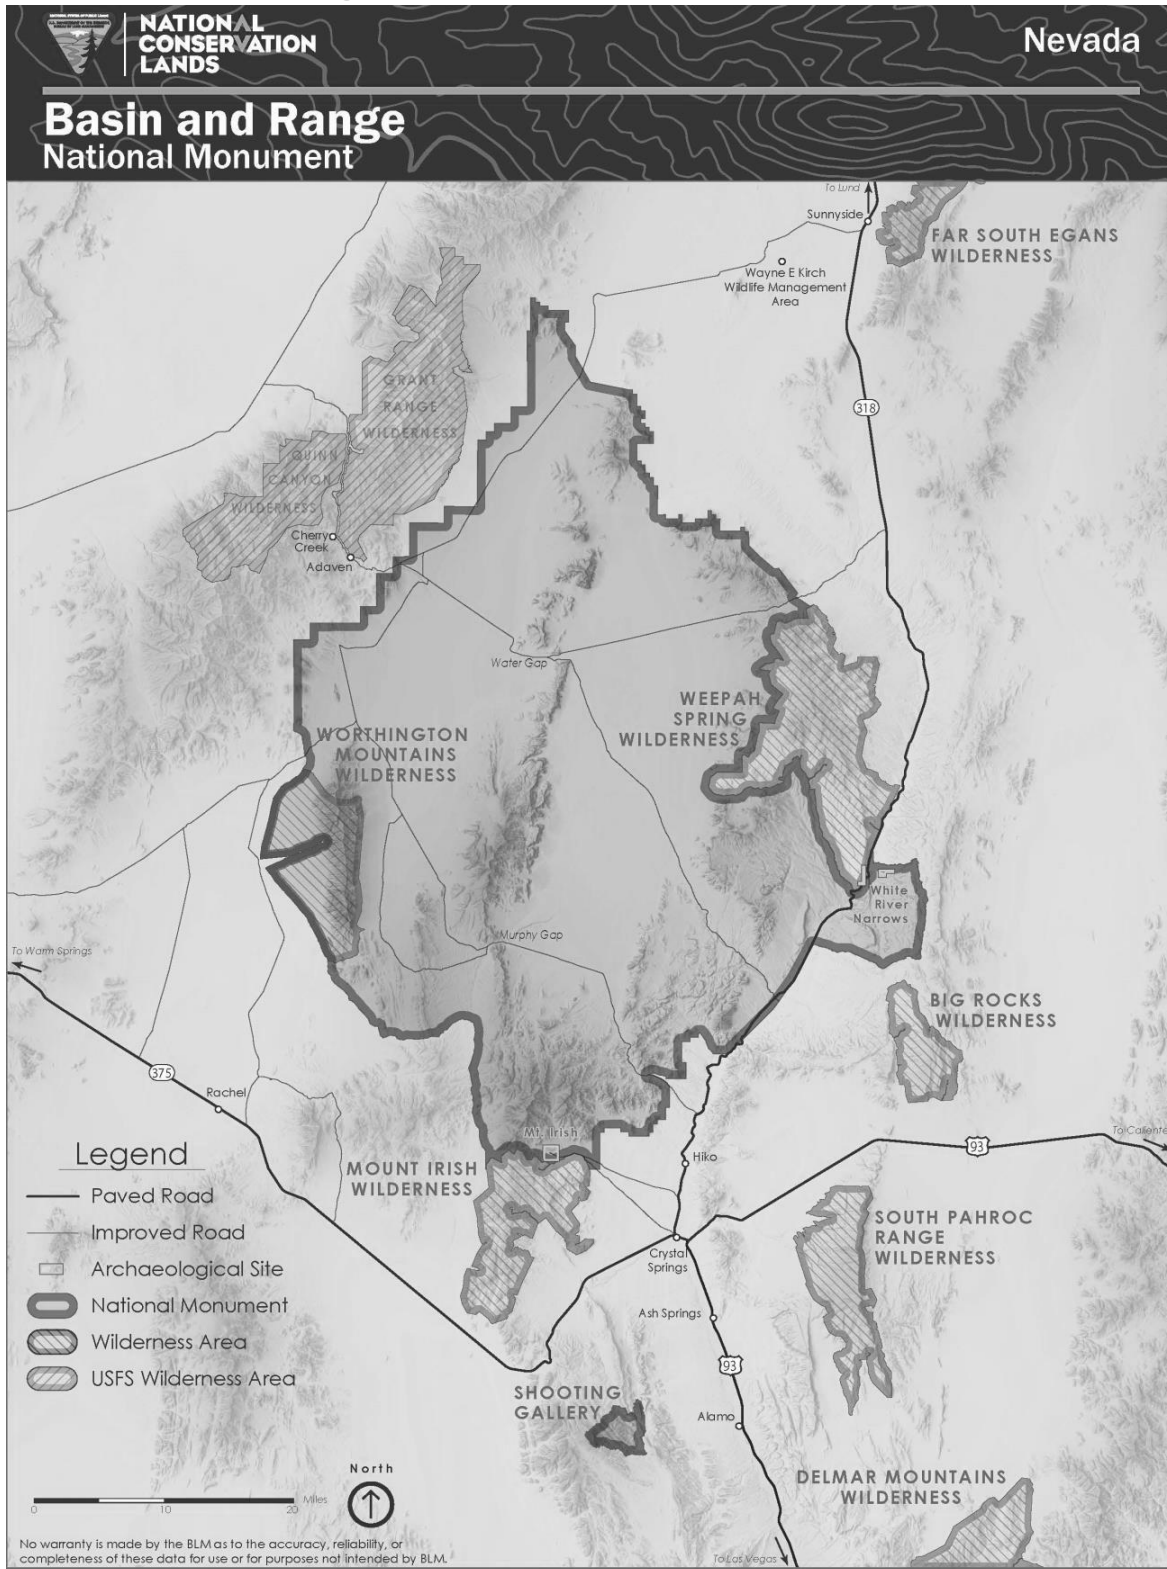 NATIONAL
CONSERVATION
LANDS
Nevada
Basin and Range
National Monument
To Lund
Sunnyside
FAR SOUTH EGANS
WILDERNESS
Wayne E Kirch
Wildlife Management
Area
GRANT
RANGE
WILDERNESS
318
QUINN
CANYON
WILDERNESS
Cherry
Creek
Adaven
Water Gap
WEEPAH
SPRING
WILDERNESS
WORTHINGTON
MOUNTAINS
WILDERNESS
White
River
Narrows
Murphy Gap
To Warm Springs
BIG ROCKS
WILDERNESS
375
Rachel
Mt. Irish
To Caliente
93
Hiko
MOUNT IRISH
WILDERNESS
SOUTH PAHROC
RANGE
WILDERNESS
Crystal
Springs
Ash Springs
93
SHOOTING
GALLERY
Alamo
DELMAR MOUNTAINS
WILDERNESS
To Las Vegas
Legend
Paved Road
Improved Road
Archaeological Site
National Monument
Wilderness Area
USFS Wilderness Area
North
Miles
0 10 20
No warranty is made by the BLM as to the accuracy, reliability, or
completeness of these data for use or for purposes not intended by BLM.